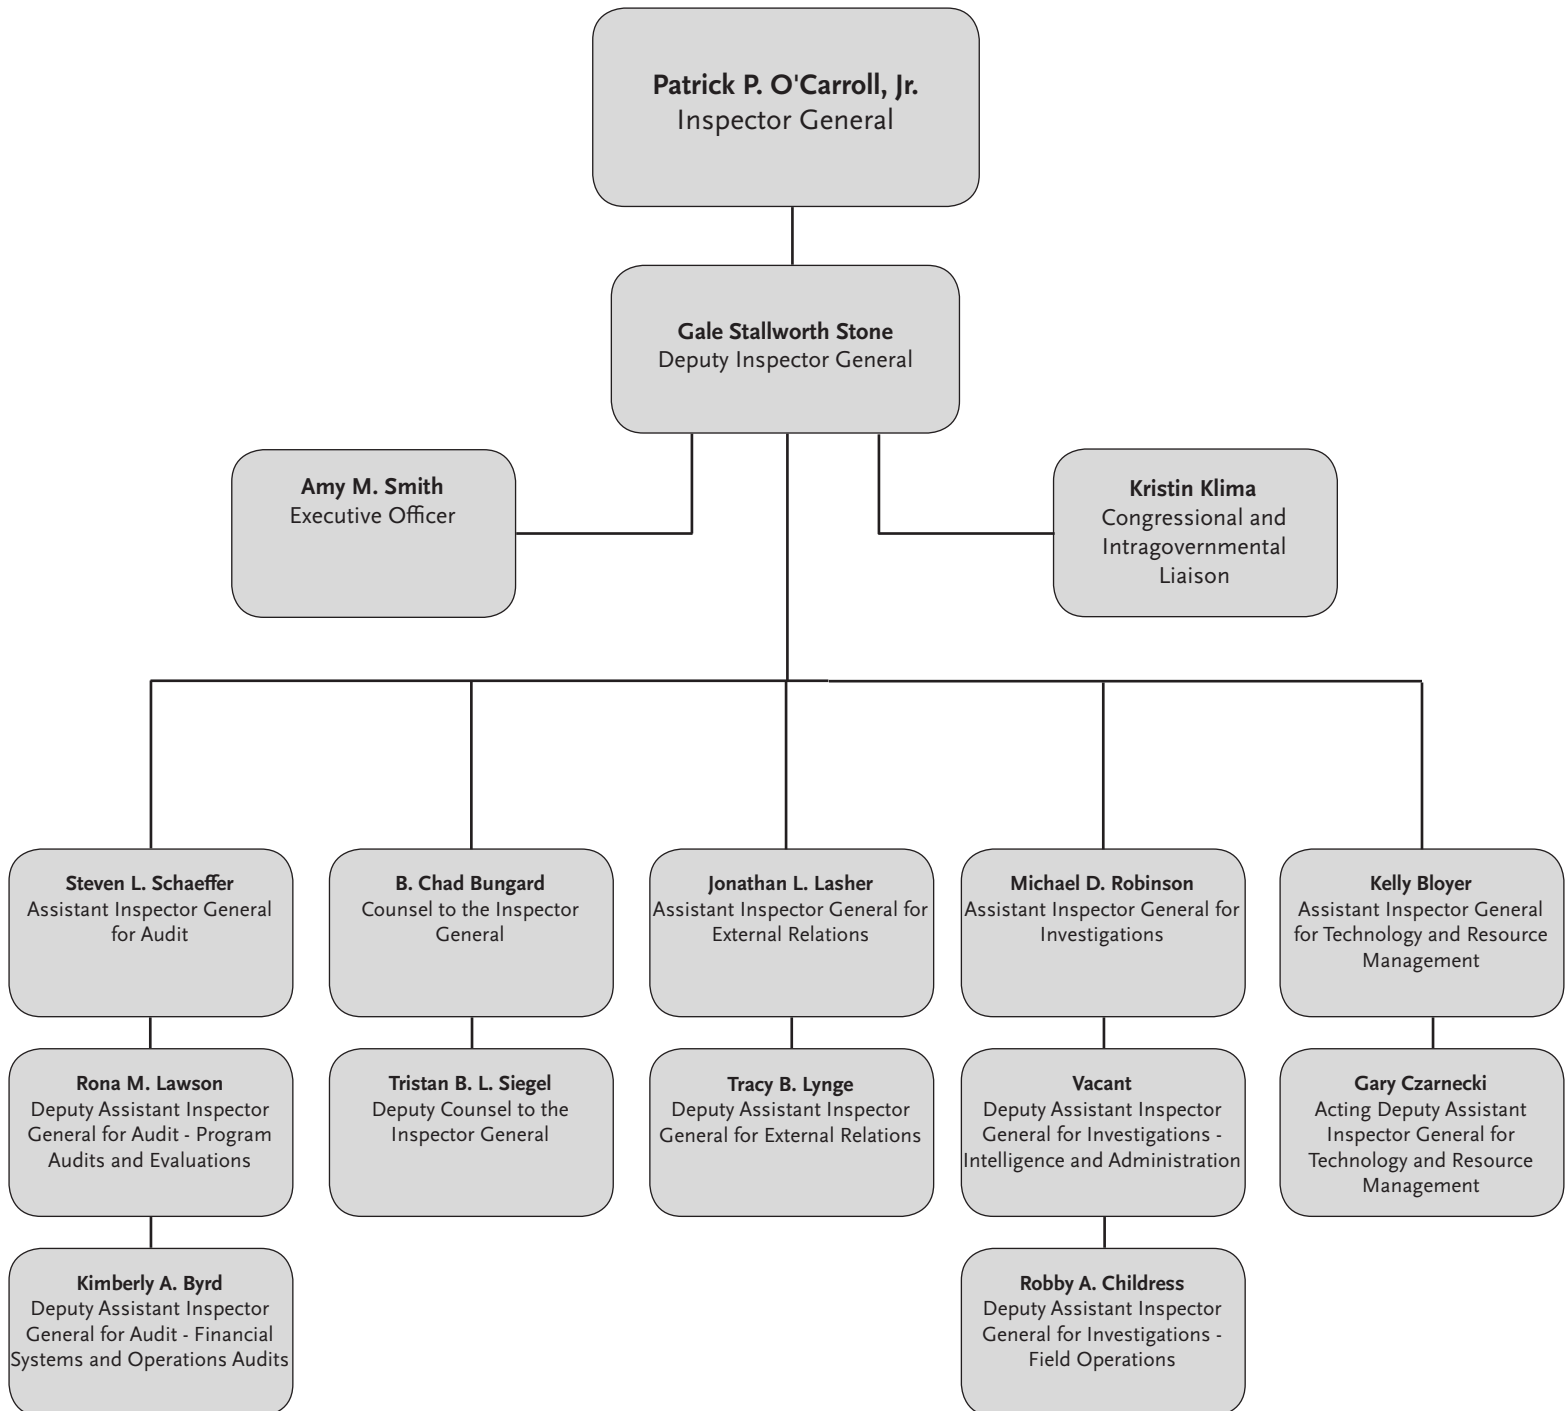 Patrick P. O'Carroll, Jr.
Inspector General
Gale Stallworth Stone
Deputy Inspector General
Amy M. Smith
Executive Officer
Kristin Klima
Congressional and
Intragovernmental
Liaison
Steven L. Schaeffer
Assistant Inspector General
for Audit
B. Chad Bungard
Counsel to the Inspector
General
Jonathan L. Lasher
Assistant Inspector General for
External Relations
Michael D. Robinson
Assistant Inspector General for
Investigations
Kelly Bloyer
Assistant Inspector General
for Technology and Resource
Management
Rona M. Lawson
Deputy Assistant Inspector
General for Audit - Program
Audits and Evaluations
Tristan B. L. Siegel
Deputy Counsel to the
Inspector General
Tracy B. Lynge
Deputy Assistant Inspector
General for External Relations
Vacant
Deputy Assistant Inspector
General for Investigations -
Intelligence and Administration
Gary Czarnecki
Acting Deputy Assistant
Inspector General for
Technology and Resource
Management
Kimberly A. Byrd
Deputy Assistant Inspector
General for Audit - Financial
Systems and Operations Audits
Robby A. Childress
Deputy Assistant Inspector
General for Investigations -
Field Operations